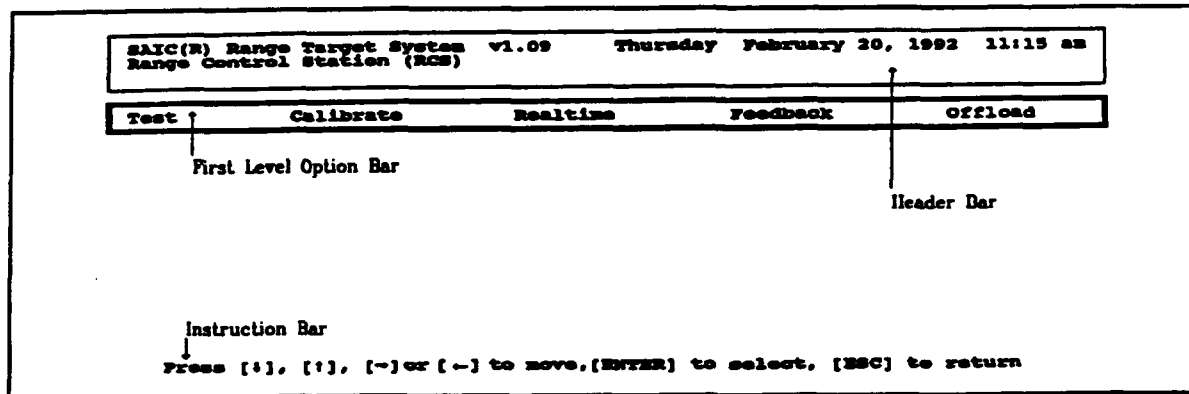 SAIC(R) Range Target System v1.09 Thursday February 20, 1992 11:15 am
Range Control Station (RCS)
Test Calibrate Realtime Feedback Offload
First Level Option Bar
Header Bar
Instruction Bar
Press [↓], [↑], [→] or [←] to move,[ENTER] to select, [ESC] to return